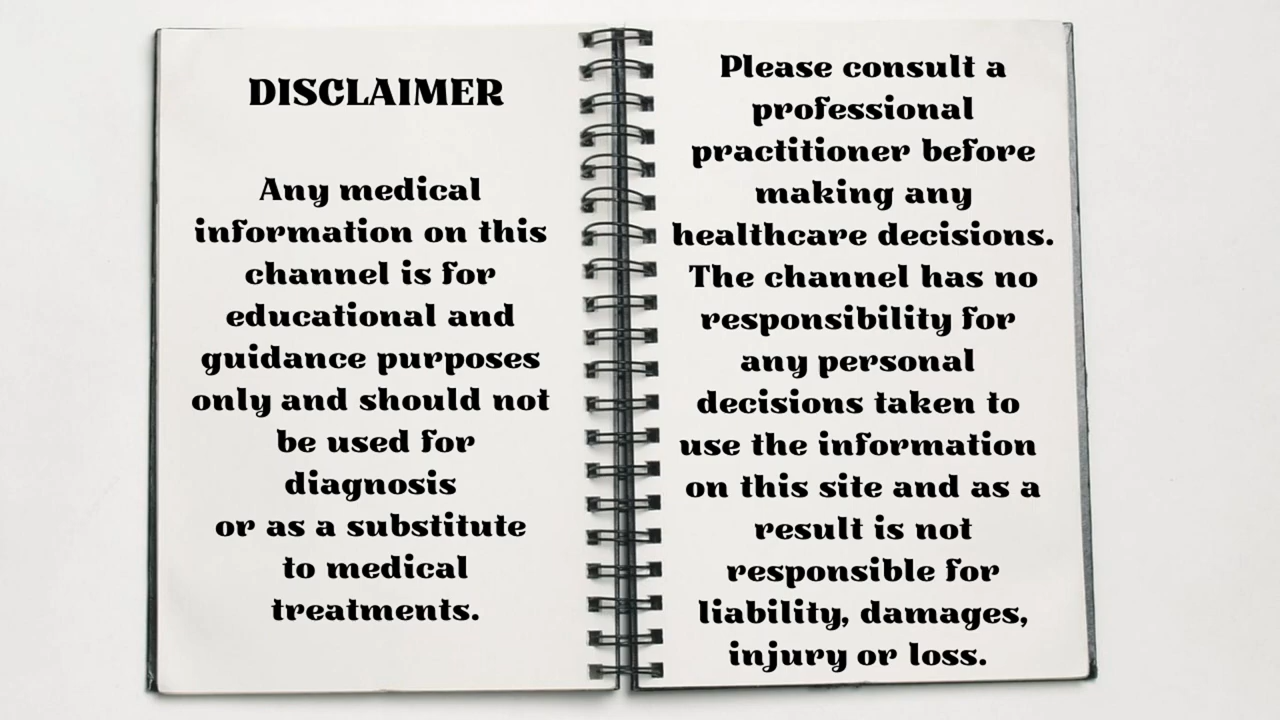 DISCLAIMER
Any medical
information on this
channel is for
educational and
guidance purposes
only and should not
be used for
diagnosis
or as a substitute
to medical
treatments.
Please consult a
professional
practitioner before
making any
healthcare decisions.
The channel has no
responsibility for
any personal
decisions taken to
use the information
on this site and as a
result is not
responsible for
liability, damages,
injury or loss.